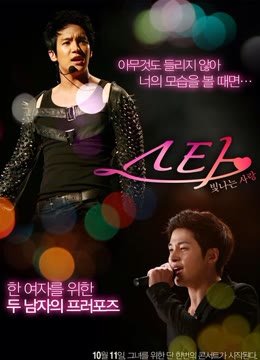 아무것도 들리지 않아
너의 모습을 볼 때면…
스타
빛나는 사랑
한 여자를 위한
두 남자의 프러포즈
10월 11일 그녀를 위한 단 한번의 콘서트가 시작된다.